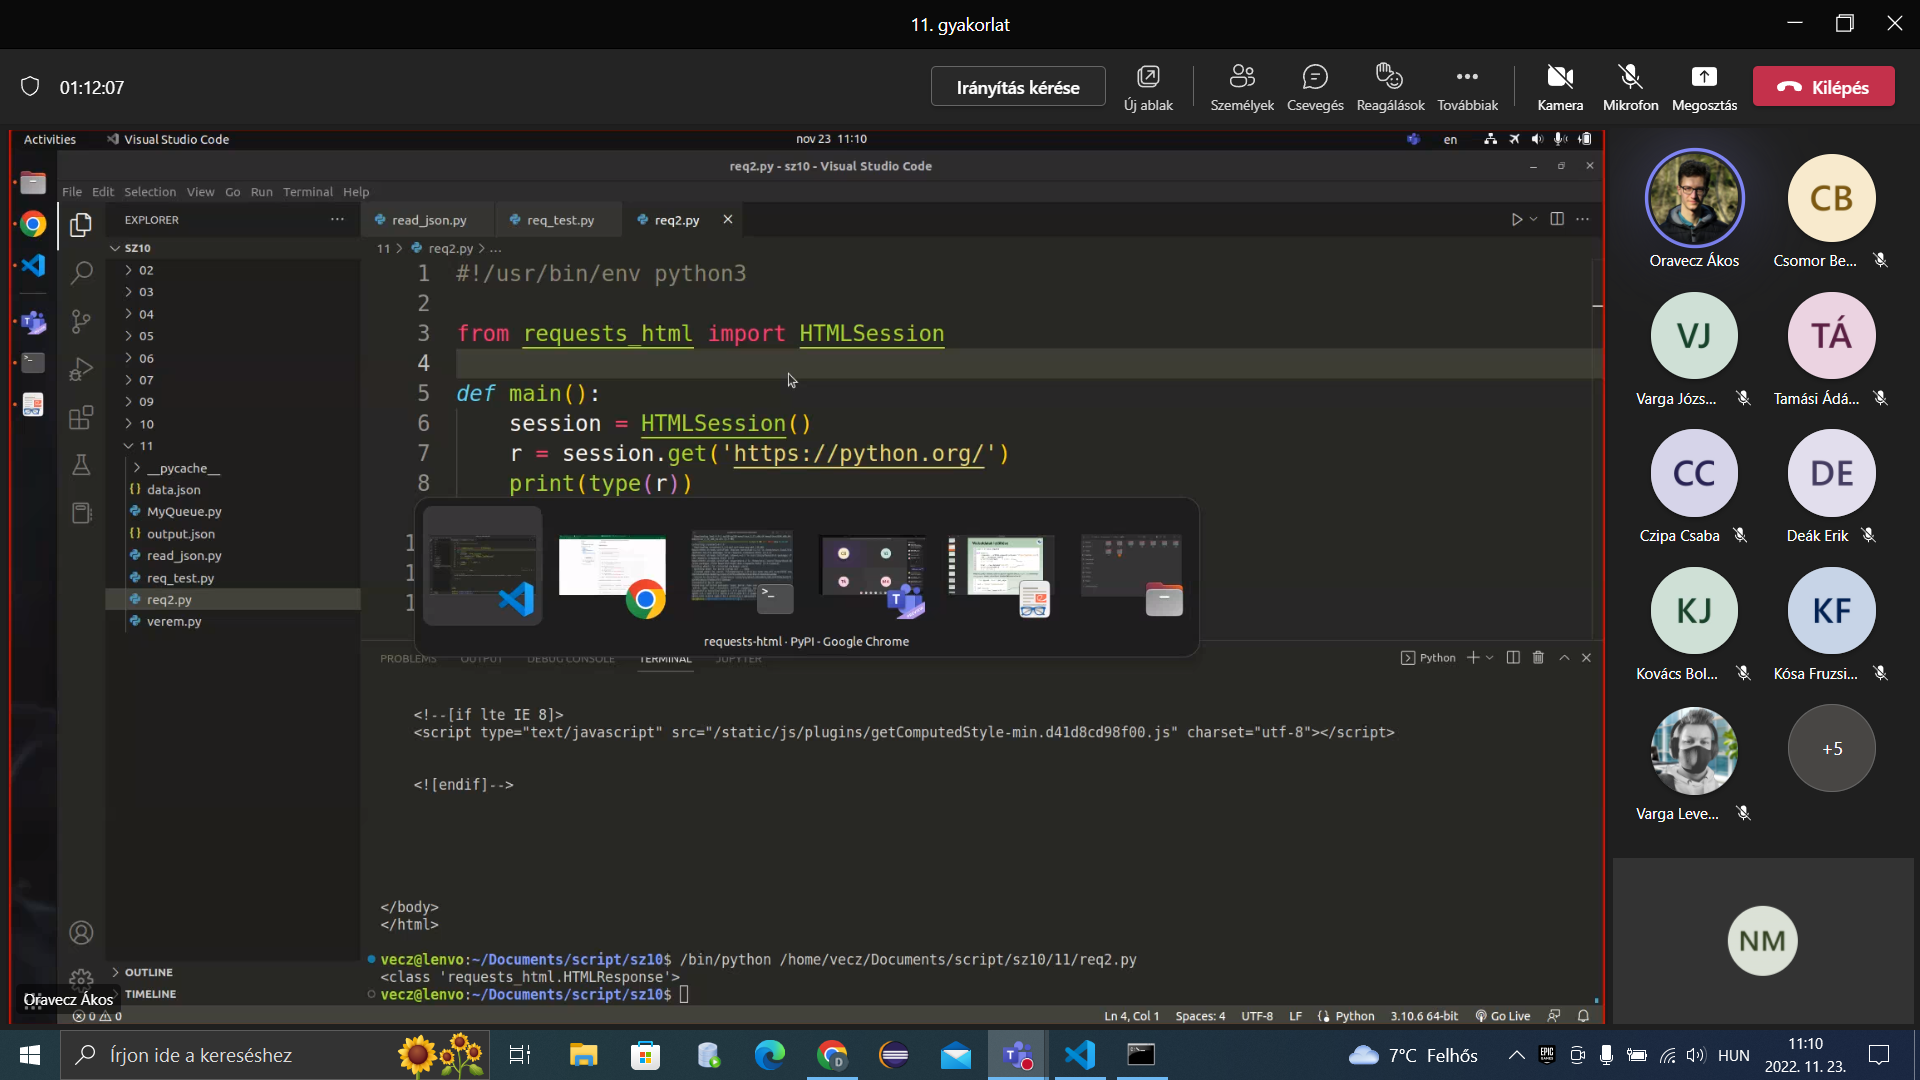 11. gyakorlat
01:12:07
Irányítás kérése
Új ablak
Személyek
Csevegés
Reagálások
Továbbiak
Kamera
Mikrofon
Megosztás
Kilépés
Activities
Visual Studio Code
nov 23 11:10
en
req2.py - sz10 - Visual Studio Code
File Edit Selection View Go Run Terminal Help
EXPLORER
read_json.py
req_test.py
req2.py
SZ10
11 > req2.py > ...
02
03
04
05
06
07
09
10
11
__pycache__
data.json
MyQueue.py
output.json
read_json.py
req_test.py
req2.py
verem.py
OUTLINE
TIMELINE
1 #!/usr/bin/env python3
2
3 from requests_html import HTMLSession
4
5 def main():
6 session = HTMLSession()
7 r = session.get('https://python.org/')
8 print(type(r))
1
1
1
requests-html · PyPI - Google Chrome
PROBLEMS OUTPUT DEBUG CONSOLE TERMINAL JUPYTER
Python
<!--[if lte IE 8]>
<script type="text/javascript" src="/static/js/plugins/getComputedStyle-min.d41d8cd98f00.js" charset="utf-8"></script>
<![endif]-->
</body>
</html>
vecz@lenvo:~/Documents/script/sz10$ /bin/python /home/vecz/Documents/script/sz10/11/req2.py
<class 'requests_html.HTMLResponse'>
vecz@lenvo:~/Documents/script/sz10$
Oravecz Ákos
0 0
Ln 4, Col 1
Spaces: 4
UTF-8
LF
Python
3.10.6 64-bit
Go Live
Oravecz Ákos
CB
Csomor Be...
VJ
Varga Józs...
TÁ
Tamási Ádá...
CC
Czipa Csaba
DE
Deák Erik
KJ
Kovács Bol...
KF
Kósa Fruzsi...
Varga Leve...
+5
NM
Írjon ide a kereséshez
7°C Felhős
HUN
11:10
2022. 11. 23.